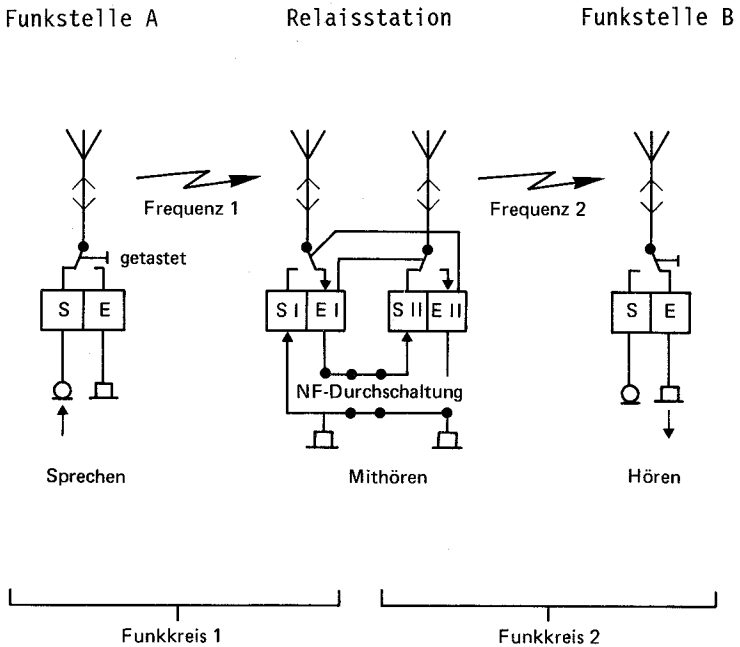 Funkstelle A
Relaisstation
Funkstelle B
Frequenz 1
Frequenz 2
getastet
S E
S I E I
S II E II
S E
NF-Durchschaltung
Sprechen
Mithören
Hören
Funkkreis 1
Funkkreis 2